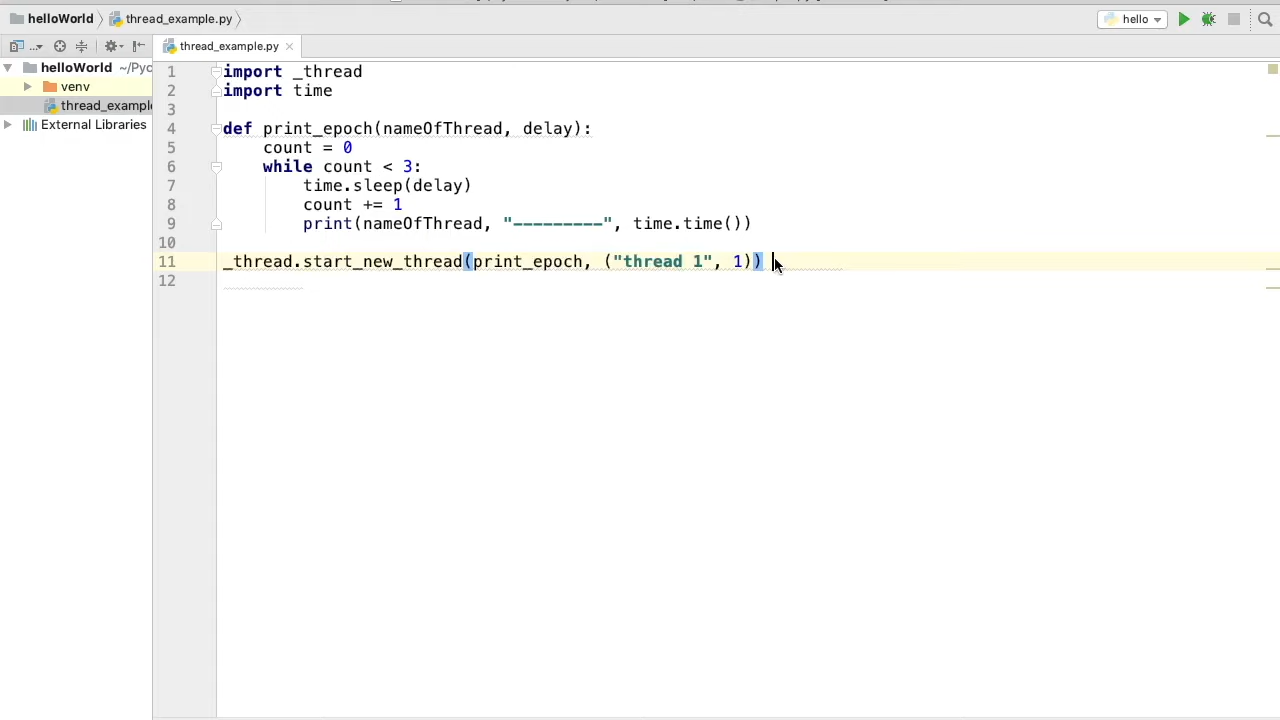 helloWorld thread_example.py hello
thread_example.py
helloWorld ~/Pyc
venv
thread_example
External Libraries
1 import _thread
2 import time
3
4 def print_epoch(nameOfThread, delay):
5 count = 0
6 while count < 3:
7 time.sleep(delay)
8 count += 1
9 print(nameOfThread, "---------", time.time())
10
11 _thread.start_new_thread(print_epoch, ("thread 1", 1))
12